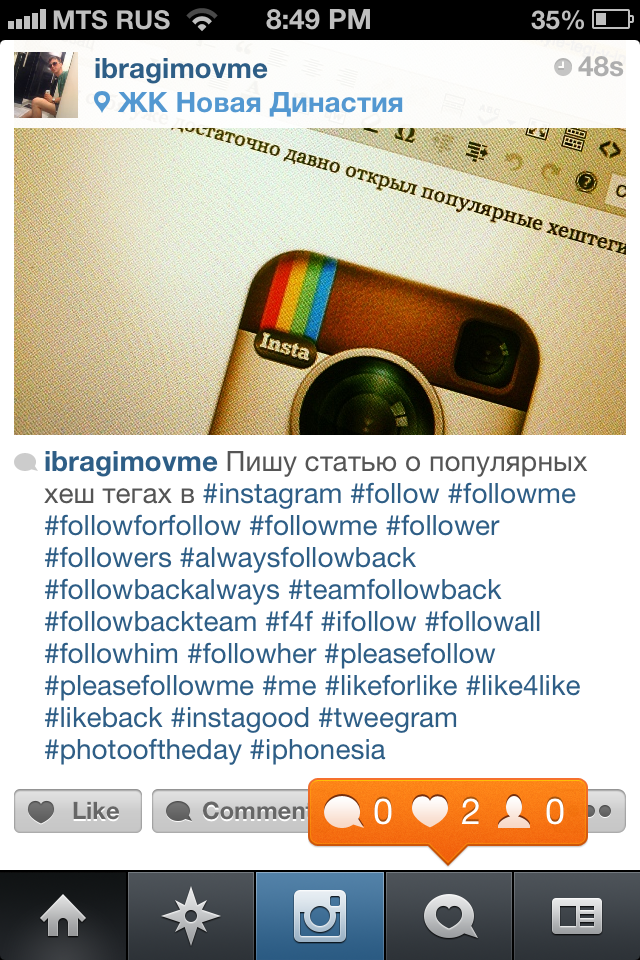 MTS RUS 8:49 PM 35%
ibragimovme 48s
ЖК Новая Династия
уже достаточно давно открыл популярные хештеги
Insta
ibragimovme Пишу статью о популярных
хеш тегах в #instagram #follow #followme
#followforfollow #followme #follower
#followers #alwaysfollowback
#followbackalways #teamfollowback
#followbackteam #f4f #ifollow #followall
#followhim #followher #pleasefollow
#pleasefollowme #me #likeforlike #like4like
#likeback #instagood #tweegram
#photooftheday #iphonesia
Like Commen
0 2 0